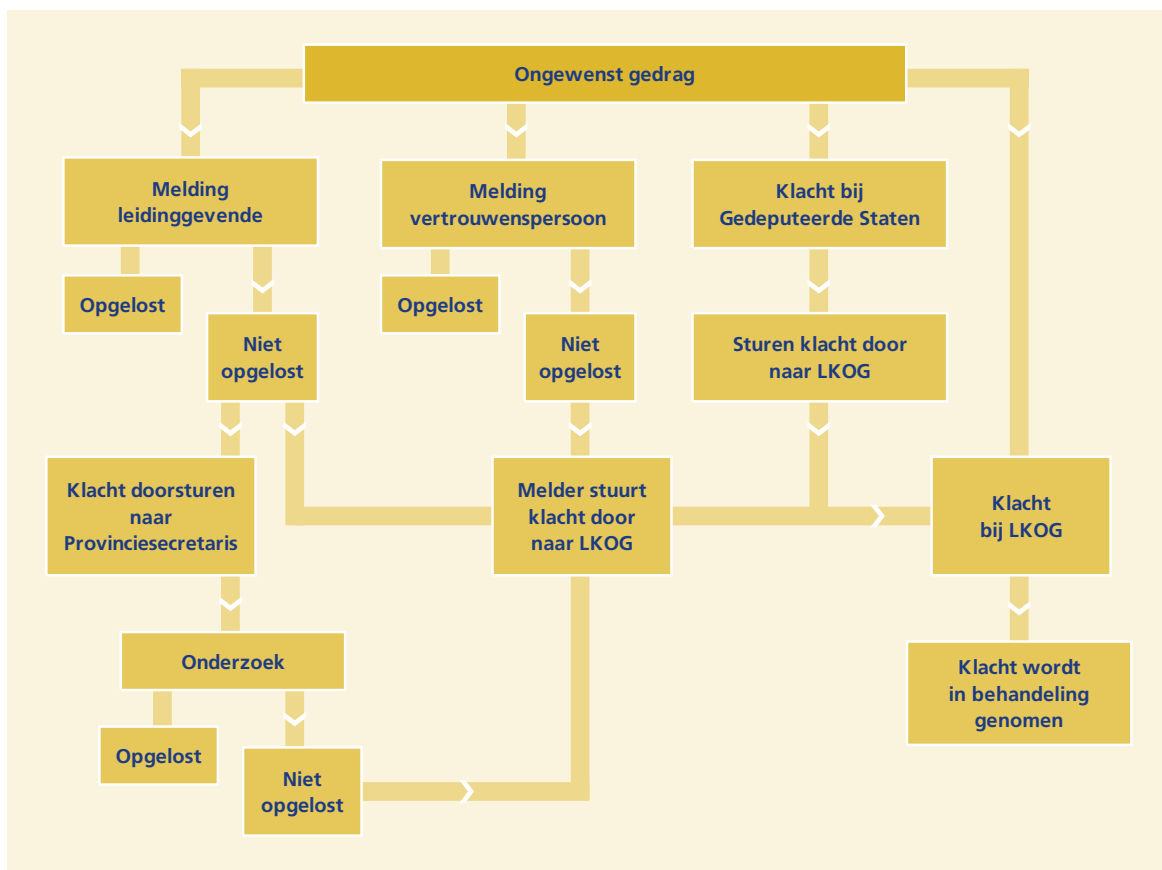 Ongewenst gedrag
Melding
leidinggevende
Melding
vertrouwenspersoon
Klacht bij
Gedeputeerde Staten
Opgelost
Opgelost
Niet
opgelost
Niet
opgelost
Sturen klacht door
naar LKOG
Klacht doorsturen
naar
Provinciesecretaris
Melder stuurt
klacht door
naar LKOG
Klacht
bij LKOG
Onderzoek
Klacht wordt
in behandeling
genomen
Opgelost
Niet
opgelost